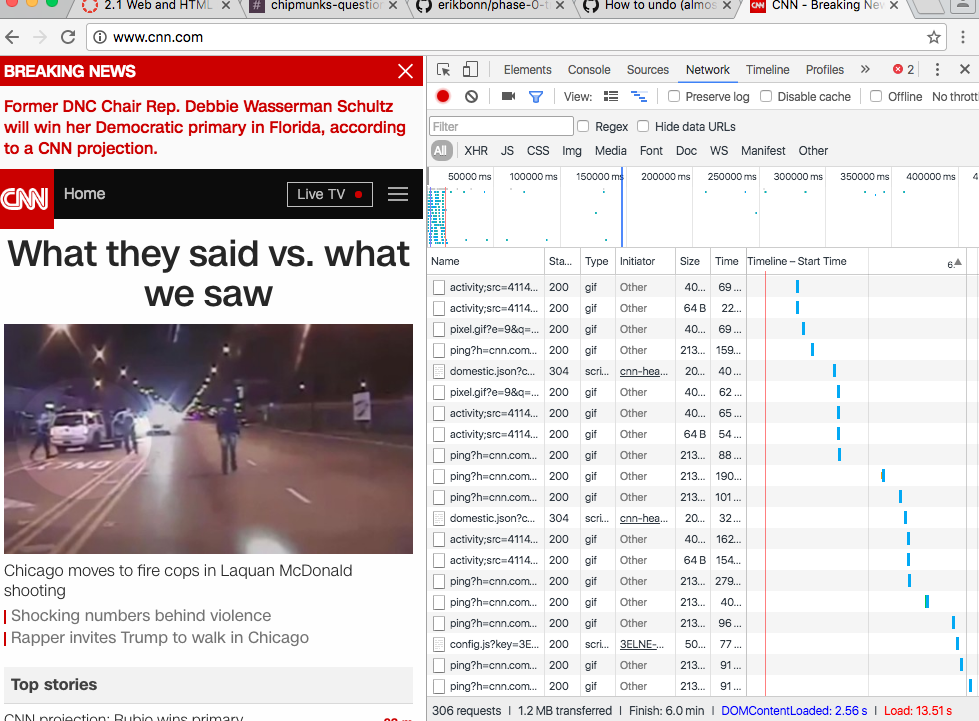 2.1 Web and HTML
chipmunks-question
erikbonn/phase-0-t
How to undo (almos
CNN - Breaking Nev
www.cnn.com
BREAKING NEWS
Former DNC Chair Rep. Debbie Wasserman Schultz
will win her Democratic primary in Florida, according
to a CNN projection.
CNN Home Live TV
What they said vs. what
we saw
Chicago moves to fire cops in Laquan McDonald
shooting
Shocking numbers behind violence
Rapper invites Trump to walk in Chicago
Top stories
CNN projection: Rubio wins primary
Elements Console Sources Network Timeline Profiles » 2
View: Preserve log Disable cache Offline No thrott
Filter Regex Hide data URLs
All XHR JS CSS Img Media Font Doc WS Manifest Other
50000 ms 100000 ms 150000 ms 200000 ms 250000 ms 300000 ms 350000 ms 400000 ms 4
Name Sta... Type Initiator Size Time Timeline – Start Time 6.
activity;src=4114... 200 gif Other 40... 69 ...
activity;src=4114... 200 gif Other 64 B 22...
pixel.gif?e=9&q=... 200 gif Other 40... 69 ...
ping?h=cnn.com... 200 gif Other 213... 159...
domestic.json?c... 304 scri... cnn-hea... 20... 40 ...
pixel.gif?e=9&q=... 200 gif Other 40... 62 ...
activity;src=4114... 200 gif Other 40... 65 ...
activity;src=4114... 200 gif Other 64 B 54 ...
ping?h=cnn.com... 200 gif Other 213... 88 ...
ping?h=cnn.com... 200 gif Other 213... 190...
ping?h=cnn.com... 200 gif Other 213... 101 ...
domestic.json?c... 304 scri... cnn-hea... 20... 32 ...
activity;src=4114... 200 gif Other 40... 162...
activity;src=4114... 200 gif Other 64 B 154...
ping?h=cnn.com... 200 gif Other 213... 279...
ping?h=cnn.com... 200 gif Other 213... 40...
ping?h=cnn.com... 200 gif Other 213... 96 ...
config.js?key=3E... 200 scri... 3ELNE-... 50... 77 ...
ping?h=cnn.com... 200 gif Other 213... 91 ...
ping?h=cnn.com... 200 gif Other 213... 91 ...
306 requests | 1.2 MB transferred | Finish: 6.0 min | DOMContentLoaded: 2.56 s | Load: 13.51 s